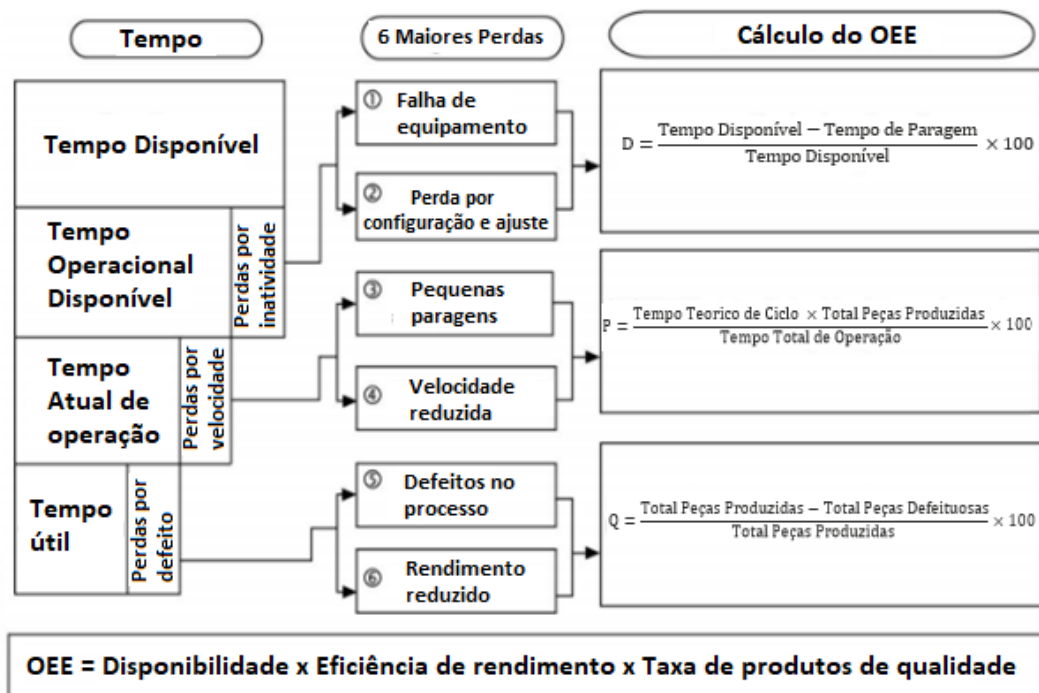 Tempo
6 Maiores Perdas
Cálculo do OEE
Tempo Disponível
Tempo
Operacional
Disponível
Perdas por
inatividade
Tempo
Atual de
operação
Perdas por
velocidade
Tempo
útil
Perdas por
defeito
① Falha de
equipamento
② Perda por
configuração e ajuste
③ Pequenas
paragens
④ Velocidade
reduzida
⑤ Defeitos no
processo
⑥ Rendimento
reduzido
Tempo Disponível − Tempo de Paragem
D = × 100
Tempo Disponível
Tempo Teorico de Ciclo × Total Peças Produzidas
P = × 100
Tempo Total de Operação
Total Peças Produzidas − Total Peças Defeituosas
Q = × 100
Total Peças Produzidas
OEE = Disponibilidade x Eficiência de rendimento x Taxa de produtos de qualidade